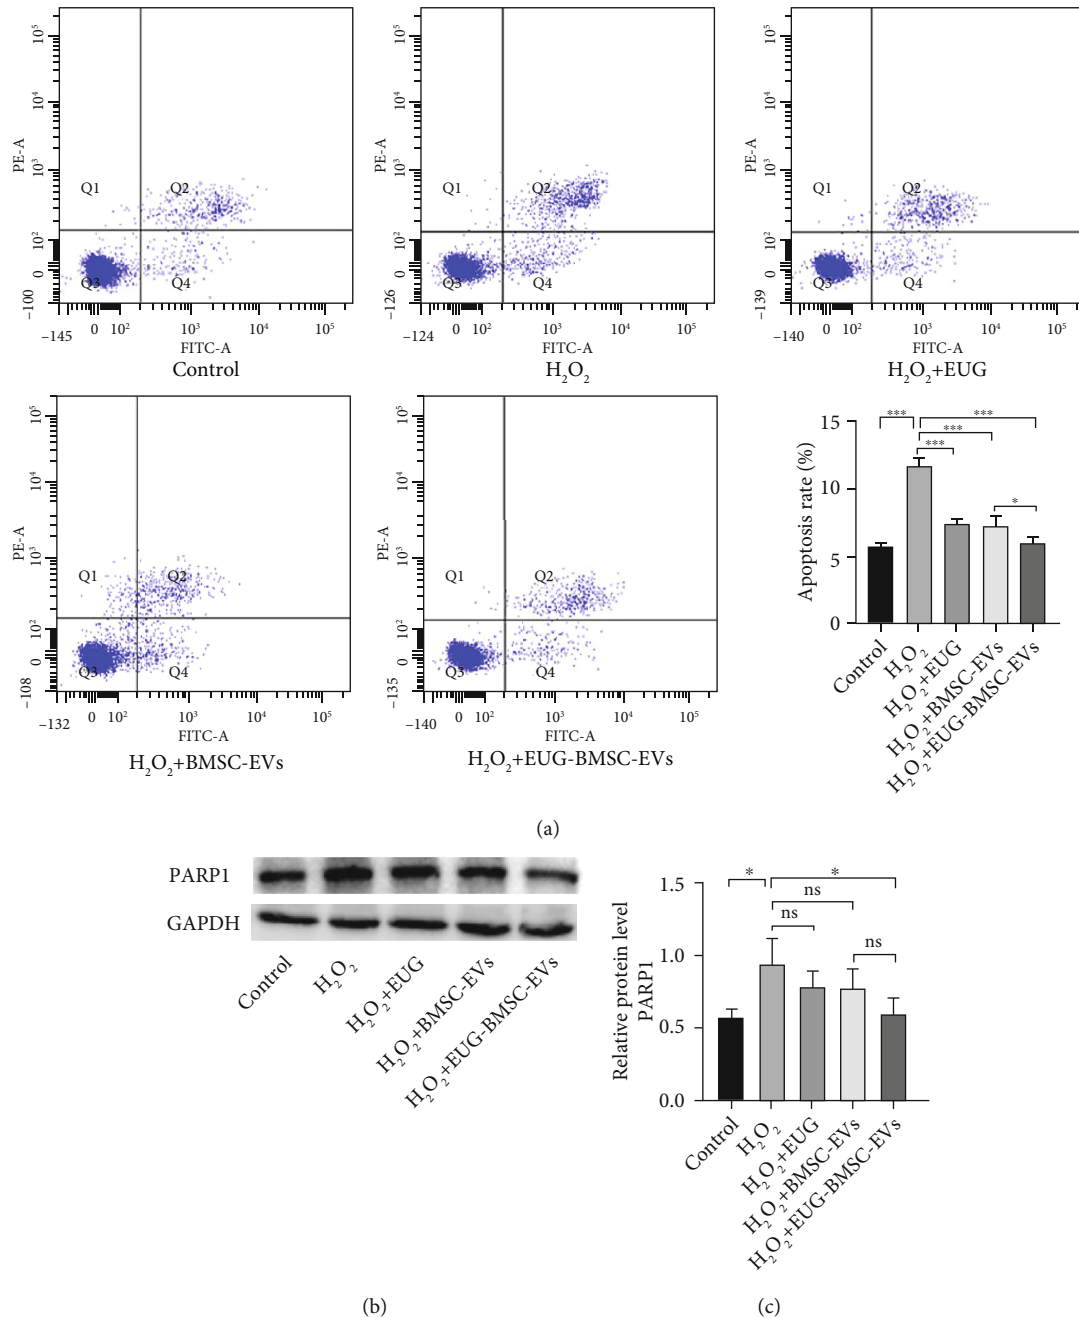 10⁵
10⁴
10³
10²
0
−100
PE-A
Q1
Q2
Q3
Q4
−145
0
10²
10³
10⁴
10⁵
FITC-A
Control
10⁵
10⁴
10³
10²
0
−126
PE-A
Q1
Q2
Q3
Q4
−124
0
10²
10³
10⁴
10⁵
FITC-A
H₂O₂
10⁵
10⁴
10³
10²
0
−139
PE-A
Q1
Q2
Q3
Q4
−140
0
10²
10³
10⁴
10⁵
FITC-A
H₂O₂+EUG
10⁵
10⁴
10³
10²
0
−108
PE-A
Q1
Q2
Q3
Q4
−132
0
10²
10³
10⁴
10⁵
FITC-A
H₂O₂+BMSC-EVs
10⁵
10⁴
10³
10²
0
−135
PE-A
Q1
Q2
Q3
Q4
−140
0
10²
10³
10⁴
10⁵
FITC-A
H₂O₂+EUG-BMSC-EVs
15
10
5
0
Apoptosis rate (%)
***
***
***
***
*
Control
H₂O₂
H₂O₂+EUG
H₂O₂+BMSC-EVs
H₂O₂+EUG-BMSC-EVs
(a)
PARP1
GAPDH
Control
H₂O₂
H₂O₂+EUG
H₂O₂+BMSC-EVs
H₂O₂+EUG-BMSC-EVs
(b)
1.5
1.0
0.5
0.0
Relative protein level
PARP1
*
*
ns
ns
ns
Control
H₂O₂
H₂O₂+EUG
H₂O₂+BMSC-EVs
H₂O₂+EUG-BMSC-EVs
(c)